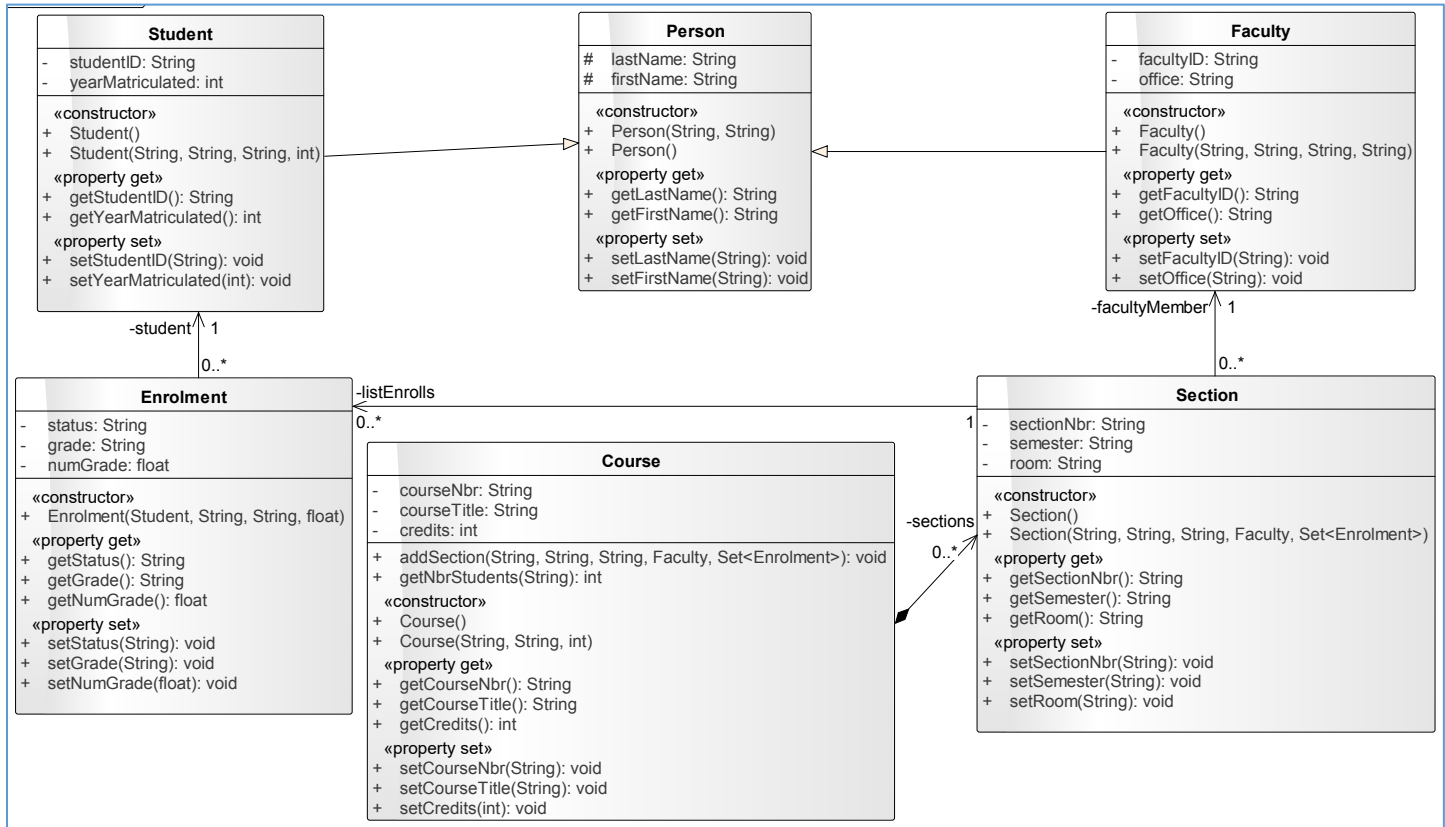 Student
- studentID: String
- yearMatriculated: int
«constructor»
+ Student()
+ Student(String, String, String, int)
«property get»
+ getStudentID(): String
+ getYearMatriculated(): int
«property set»
+ setStudentID(String): void
+ setYearMatriculated(int): void
Person
# lastName: String
# firstName: String
«constructor»
+ Person(String, String)
+ Person()
«property get»
+ getLastName(): String
+ getFirstName(): String
«property set»
+ setLastName(String): void
+ setFirstName(String): void
Faculty
- facultyID: String
- office: String
«constructor»
+ Faculty()
+ Faculty(String, String, String, String)
«property get»
+ getFacultyID(): String
+ getOffice(): String
«property set»
+ setFacultyID(String): void
+ setOffice(String): void
-student 1
0..*
-facultyMember 1
0..*
Enrolment
- status: String
- grade: String
- numGrade: float
«constructor»
+ Enrolment(Student, String, String, float)
«property get»
+ getStatus(): String
+ getGrade(): String
+ getNumGrade(): float
«property set»
+ setStatus(String): void
+ setGrade(String): void
+ setNumGrade(float): void
-listEnrolls
0..*
1
Course
- courseNbr: String
- courseTitle: String
- credits: int
+ addSection(String, String, String, Faculty, Set<Enrolment>): void
+ getNbrStudents(String): int
«constructor»
+ Course()
+ Course(String, String, int)
«property get»
+ getCourseNbr(): String
+ getCourseTitle(): String
+ getCredits(): int
«property set»
+ setCourseNbr(String): void
+ setCourseTitle(String): void
+ setCredits(int): void
-sections
0..*
Section
- sectionNbr: String
- semester: String
- room: String
«constructor»
+ Section()
+ Section(String, String, String, Faculty, Set<Enrolment>)
«property get»
+ getSectionNbr(): String
+ getSemester(): String
+ getRoom(): String
«property set»
+ setSectionNbr(String): void
+ setSemester(String): void
+ setRoom(String): void